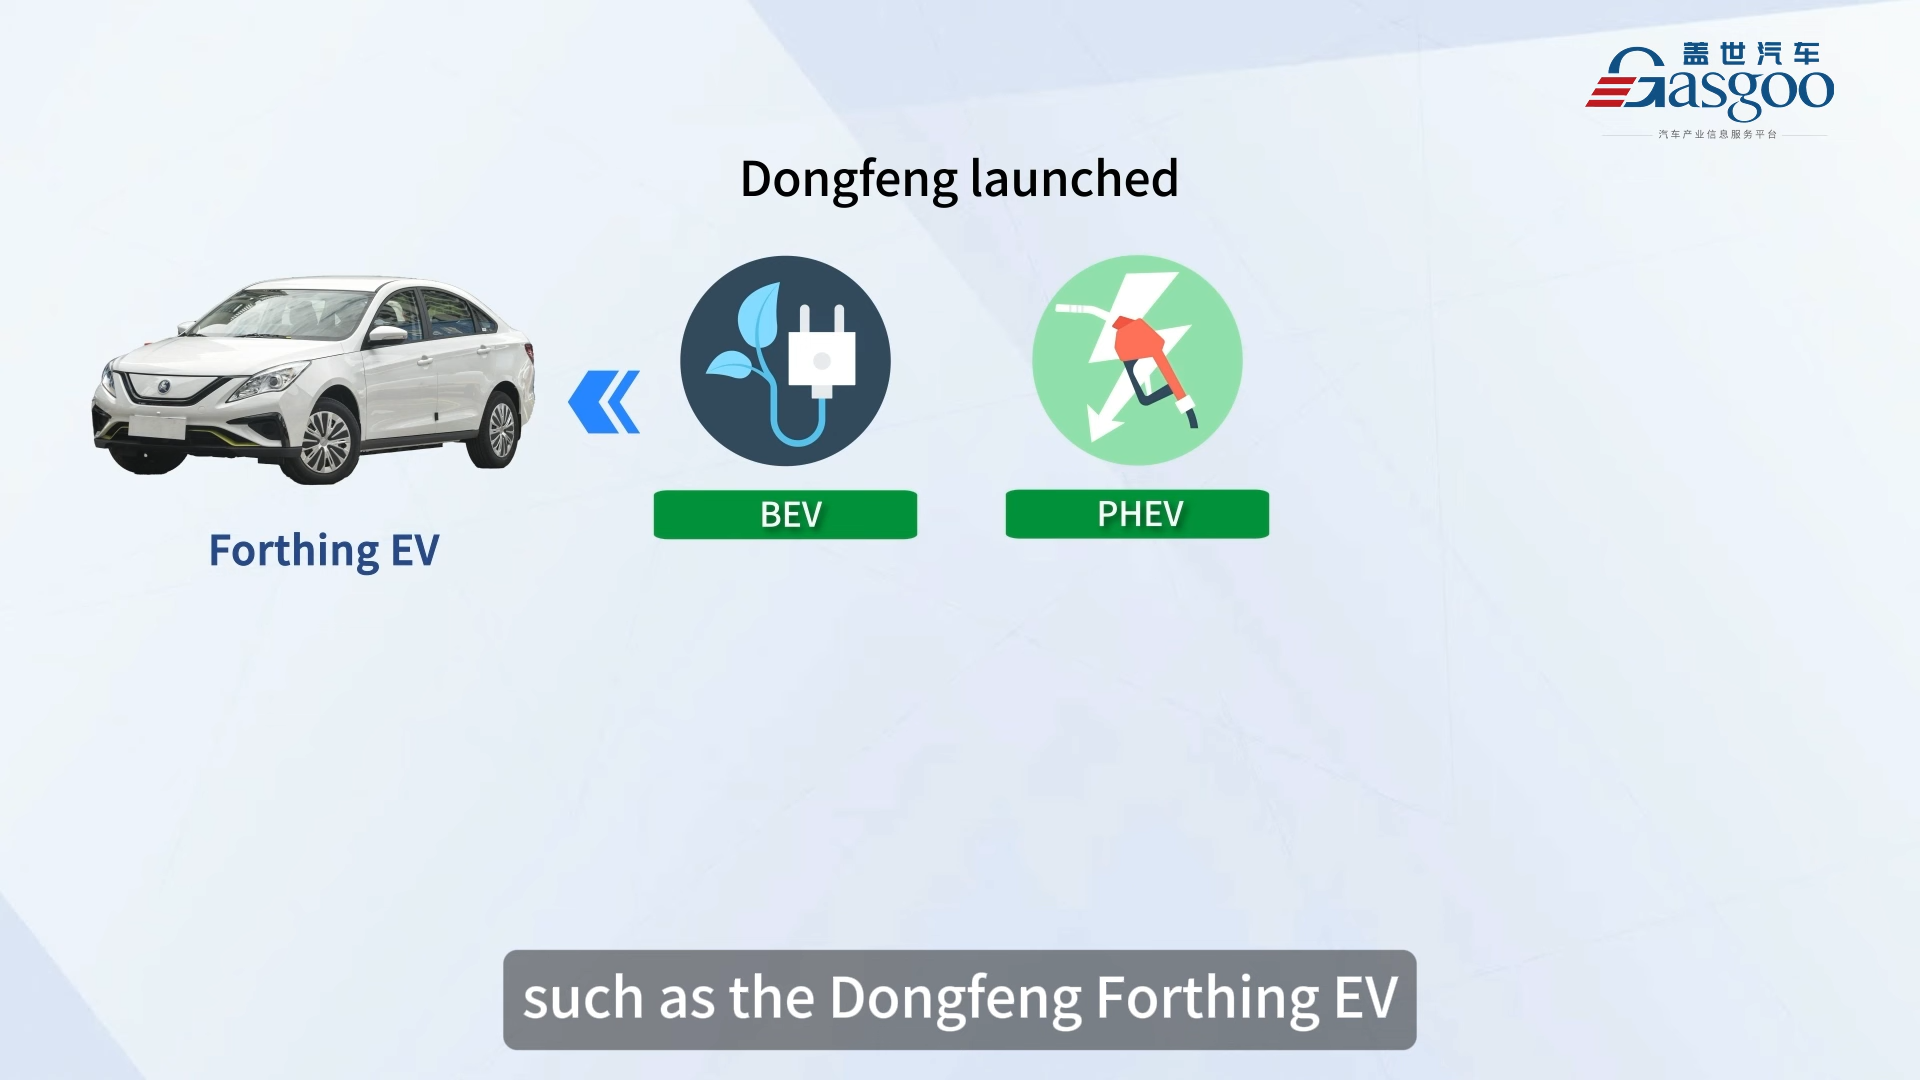 盖世汽车
Gasgoo
汽车产业信息服务平台
Dongfeng launched
BEV
PHEV
Forthing EV
such as the Dongfeng Forthing EV